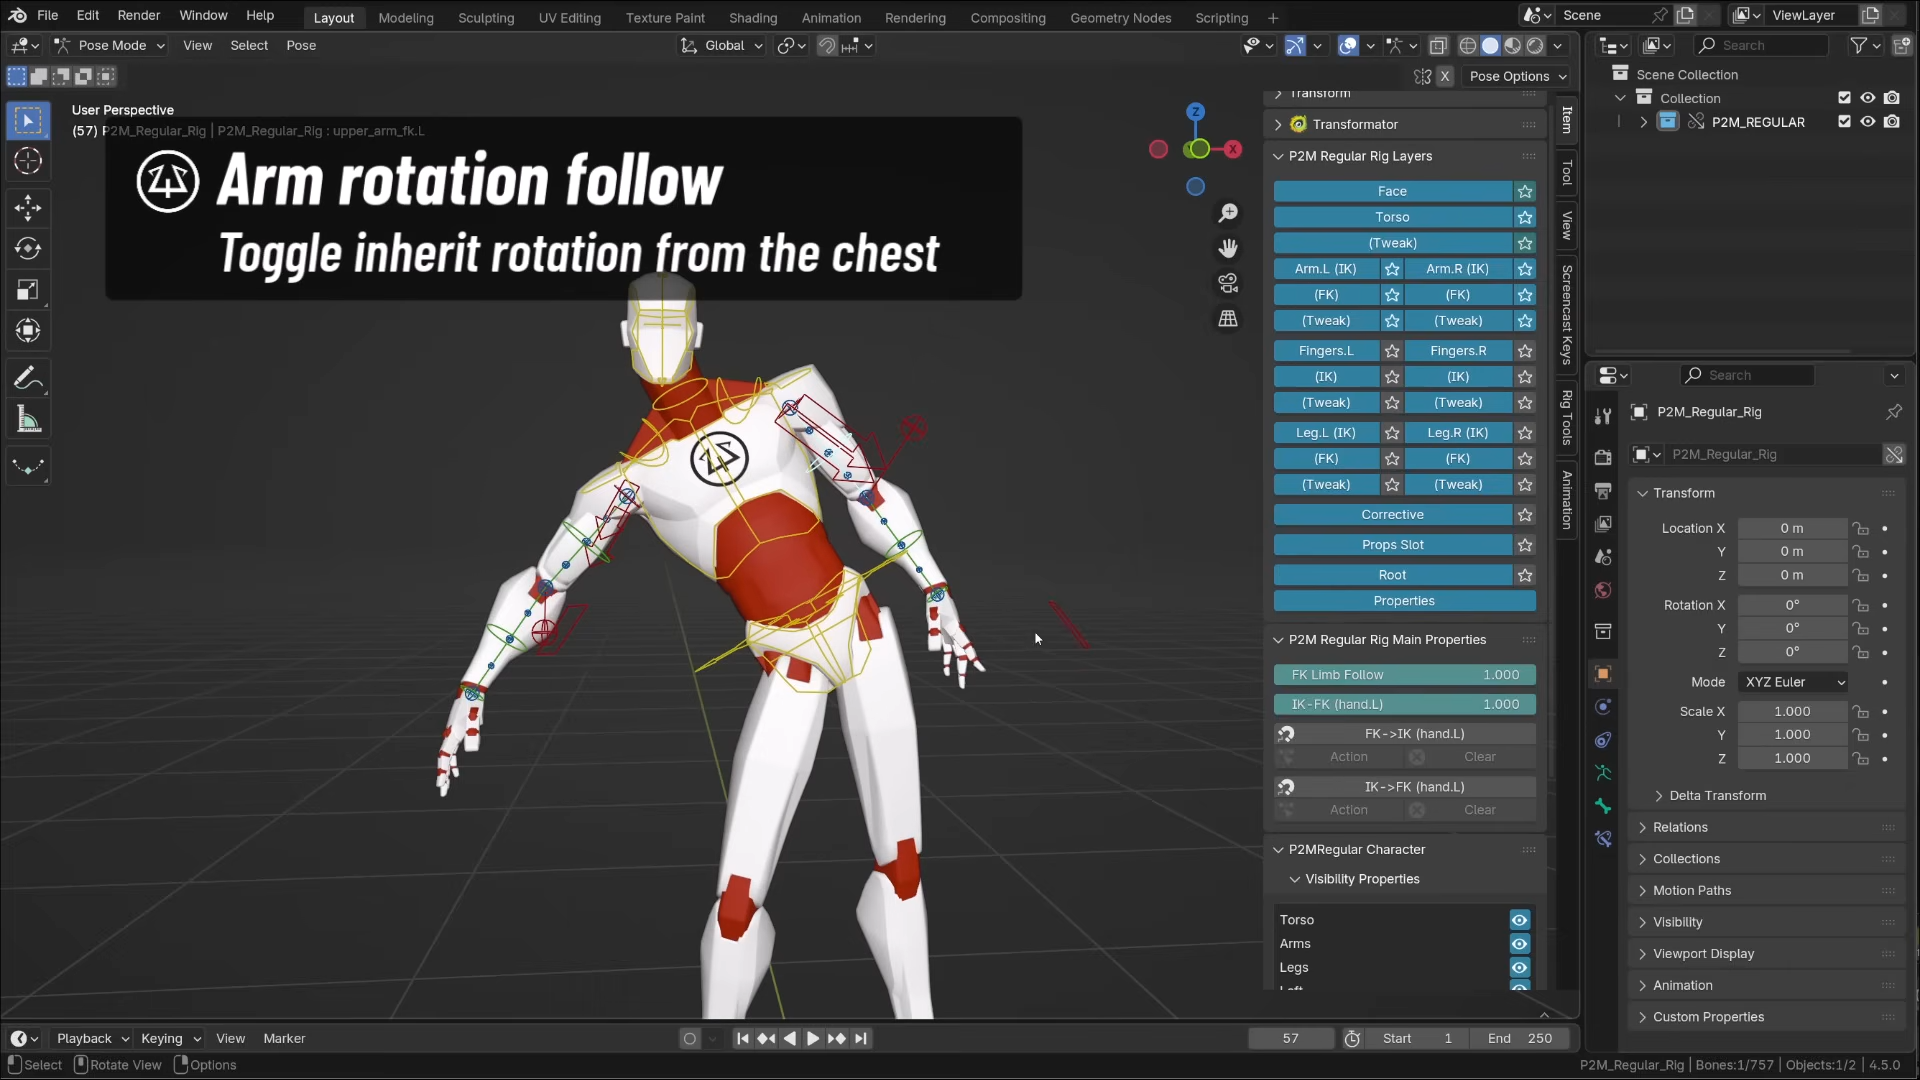 File Edit Render Window Help Layout Modeling Sculpting UV Editing Texture Paint Shading Animation Rendering Compositing Geometry Nodes Scripting + Scene ViewLayer
Pose Mode View Select Pose Global Search
X Pose Options
User Perspective
(57) P2M_Regular_Rig | P2M_Regular_Rig : upper_arm_fk.L
Arm rotation follow
Toggle inherit rotation from the chest
Z
X
Transform
Transformator
P2M Regular Rig Layers
Face
Torso
(Tweak)
Arm.L (IK) Arm.R (IK)
(FK) (FK)
(Tweak) (Tweak)
Fingers.L Fingers.R
(IK) (IK)
(Tweak) (Tweak)
Leg.L (IK) Leg.R (IK)
(FK) (FK)
(Tweak) (Tweak)
Corrective
Props Slot
Root
Properties
P2M Regular Rig Main Properties
FK Limb Follow 1.000
IK-FK (hand.L) 1.000
FK->IK (hand.L)
Action Clear
IK->FK (hand.L)
Action Clear
P2MRegular Character
Visibility Properties
Torso
Arms
Legs
Item
Tool
View
Screencast Keys
Rig Tools
Animation
Scene Collection
Collection
P2M_REGULAR
Search
P2M_Regular_Rig
P2M_Regular_Rig
Transform
Location X 0 m
Y 0 m
Z 0 m
Rotation X 0°
Y 0°
Z 0°
Mode XYZ Euler
Scale X 1.000
Y 1.000
Z 1.000
Delta Transform
Relations
Collections
Motion Paths
Visibility
Viewport Display
Animation
Custom Properties
Playback Keying View Marker 57 Start 1 End 250
Select Rotate View Options P2M_Regular_Rig | Bones:1/757 | Objects:1/2 | 4.5.0